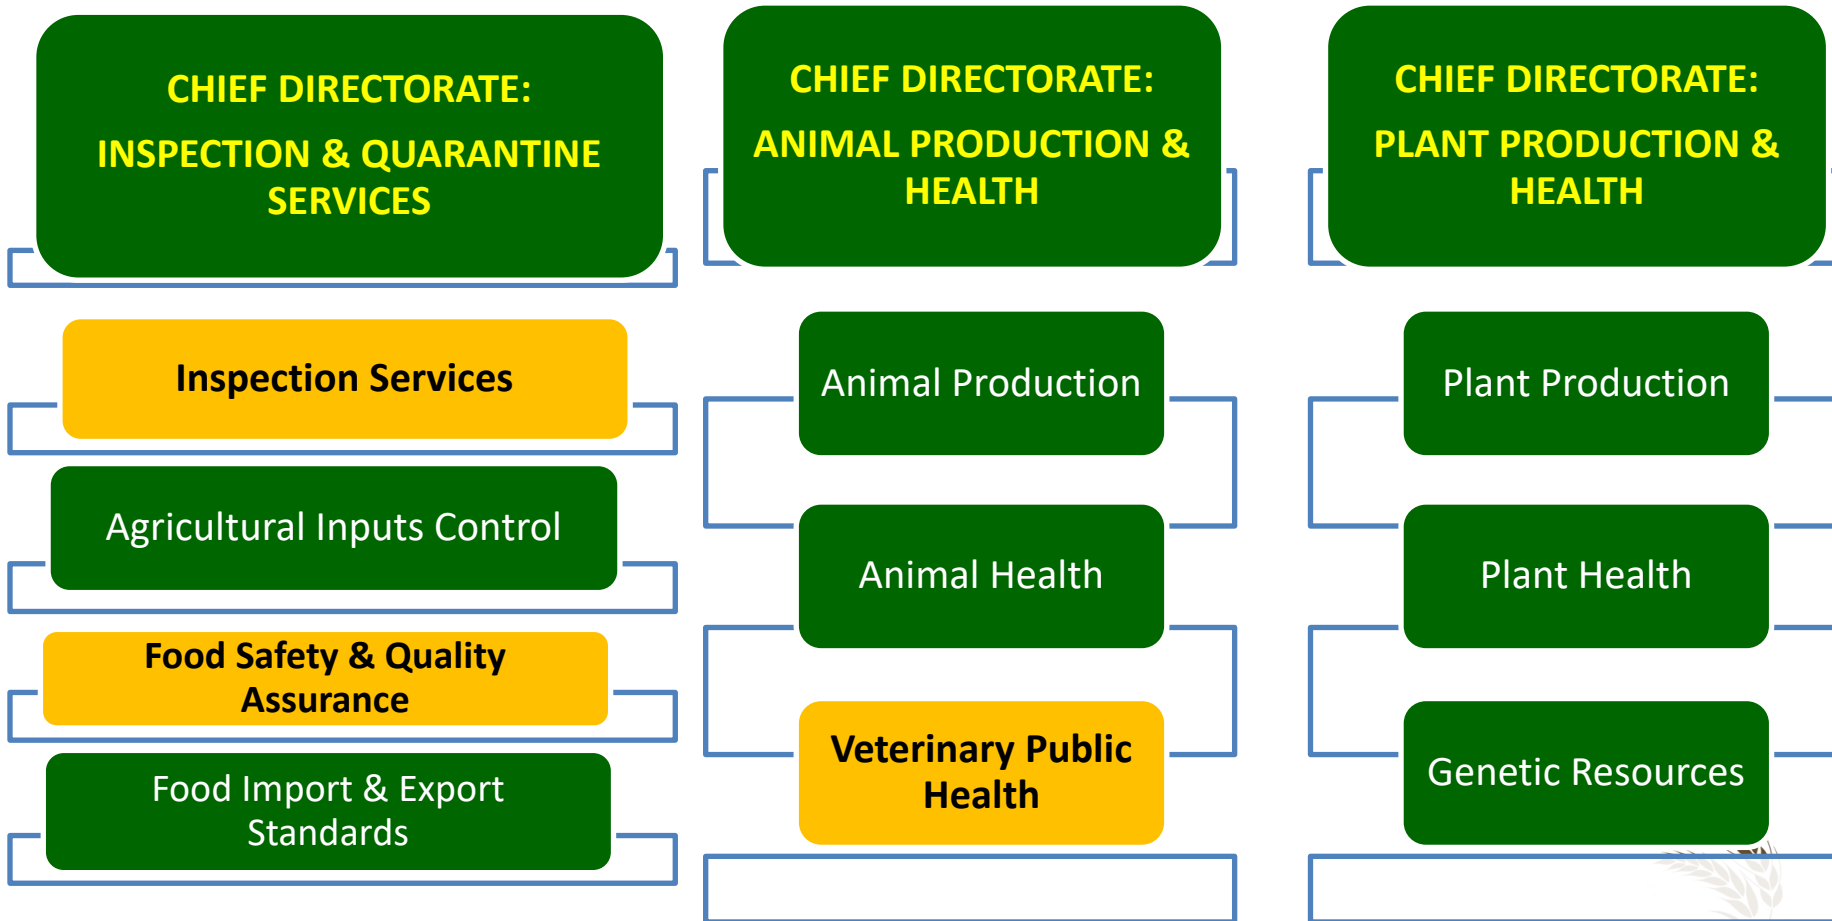 CHIEF DIRECTORATE:
INSPECTION & QUARANTINE
SERVICES
Inspection Services
Agricultural Inputs Control
Food Safety & Quality
Assurance
Food Import & Export
Standards
CHIEF DIRECTORATE:
ANIMAL PRODUCTION &
HEALTH
Animal Production
Animal Health
Veterinary Public
Health
CHIEF DIRECTORATE:
PLANT PRODUCTION &
HEALTH
Plant Production
Plant Health
Genetic Resources